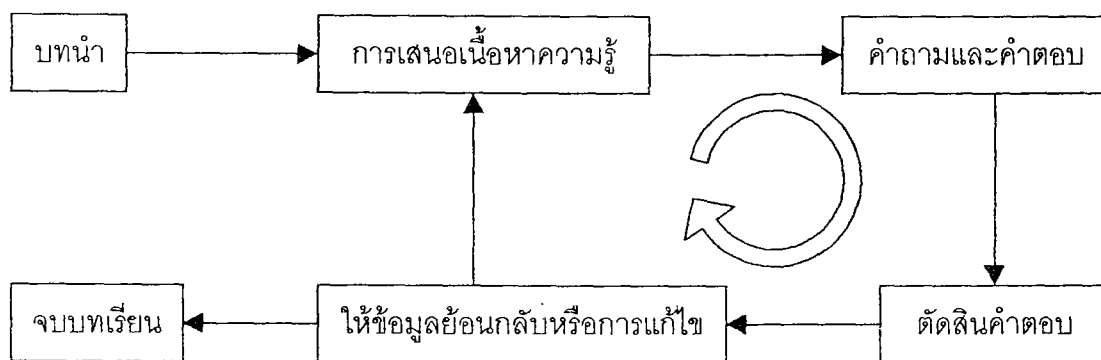 บทนำ
การเสนอเนื้อหาความรู้
คำถามและคำตอบ
จบบทเรียน
ให้ข้อมูลย้อนกลับหรือการแก้ไข
ตัดสินคำตอบ